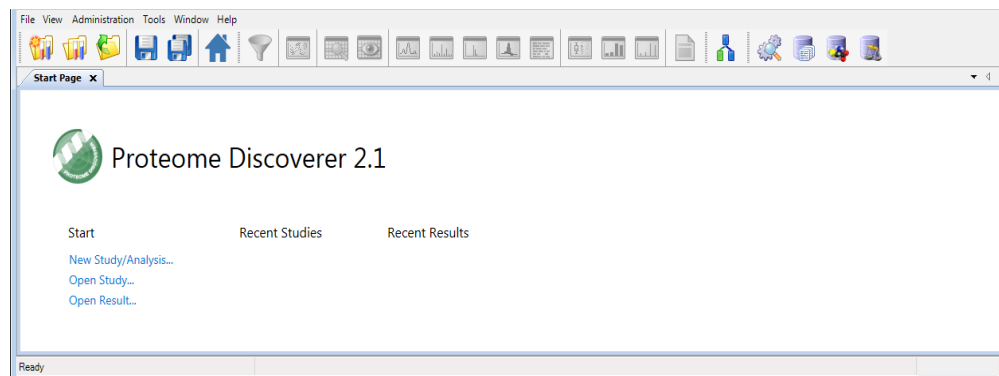 File View Administration Tools Window Help
Start Page x
Proteome Discoverer 2.1
Start Recent Studies Recent Results
New Study/Analysis...
Open Study...
Open Result...
Ready